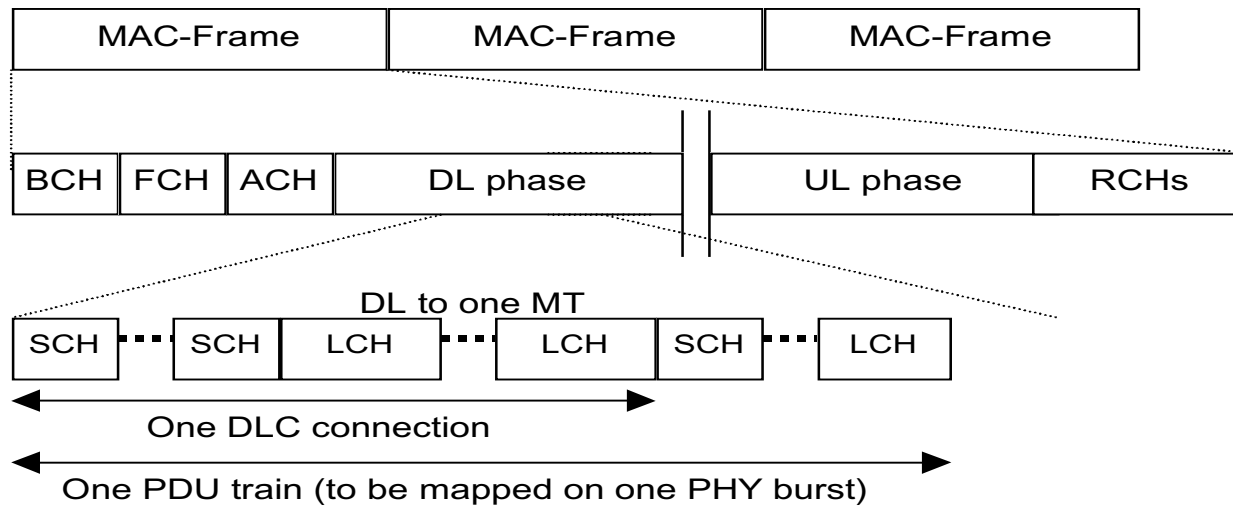 MAC-Frame MAC-Frame MAC-Frame
BCH FCH ACH DL phase UL phase RCHs
DL to one MT
SCH SCH LCH LCH SCH LCH
One DLC connection
One PDU train (to be mapped on one PHY burst)